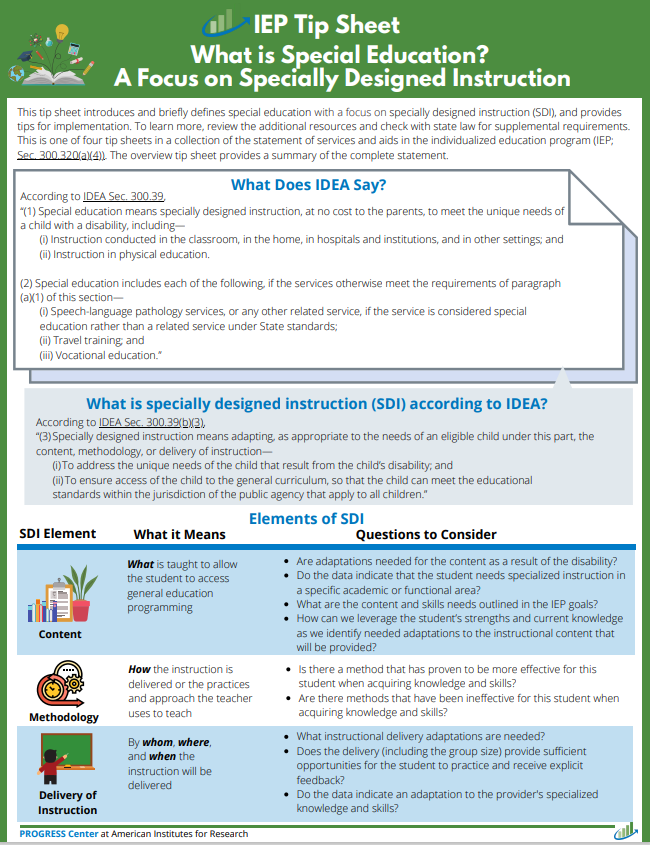 IEP Tip Sheet
What is Special Education?
A Focus on Specially Designed Instruction
This tip sheet introduces and briefly defines special education with a focus on specially designed instruction (SDI), and provides
tips for implementation. To learn more, review the additional resources and check with state law for supplemental requirements.
This is one of four tip sheets in a collection of the statement of services and aids in the individualized education program (IEP;
Sec. 300.320(a)(4)). The overview tip sheet provides a summary of the complete statement.
What Does IDEA Say?
According to IDEA Sec. 300.39,
“(1) Special education means specially designed instruction, at no cost to the parents, to meet the unique needs of
a child with a disability, including—
(i) Instruction conducted in the classroom, in the home, in hospitals and institutions, and in other settings; and
(ii) Instruction in physical education.
(2) Special education includes each of the following, if the services otherwise meet the requirements of paragraph
(a)(1) of this section—
(i) Speech-language pathology services, or any other related service, if the service is considered special
education rather than a related service under State standards;
(ii) Travel training; and
(iii) Vocational education.”
What is specially designed instruction (SDI) according to IDEA?
According to IDEA Sec. 300.39(b)(3),
“(3) Specially designed instruction means adapting, as appropriate to the needs of an eligible child under this part, the
content, methodology, or delivery of instruction—
(i) To address the unique needs of the child that result from the child’s disability; and
(ii) To ensure access of the child to the general curriculum, so that the child can meet the educational
standards within the jurisdiction of the public agency that apply to all children.”
Elements of SDI
SDI Element What it Means Questions to Consider
Content
What is taught to allow
the student to access
general education
programming
• Are adaptations needed for the content as a result of the disability?
• Do the data indicate that the student needs specialized instruction in
a specific academic or functional area?
• What are the content and skills needs outlined in the IEP goals?
• How can we leverage the student’s strengths and current knowledge
as we identify needed adaptations to the instructional content that
will be provided?
Methodology
How the instruction is
delivered or the practices
and approach the teacher
uses to teach
• Is there a method that has proven to be more effective for this
student when acquiring knowledge and skills?
• Are there methods that have been ineffective for this student when
acquiring knowledge and skills?
Delivery of
Instruction
By whom, where,
and when the
instruction will be
delivered
• What instructional delivery adaptations are needed?
• Does the delivery (including the group size) provide sufficient
opportunities for the student to practice and receive explicit
feedback?
• Do the data indicate an adaptation to the provider's specialized
knowledge and skills?
PROGRESS Center at American Institutes for Research